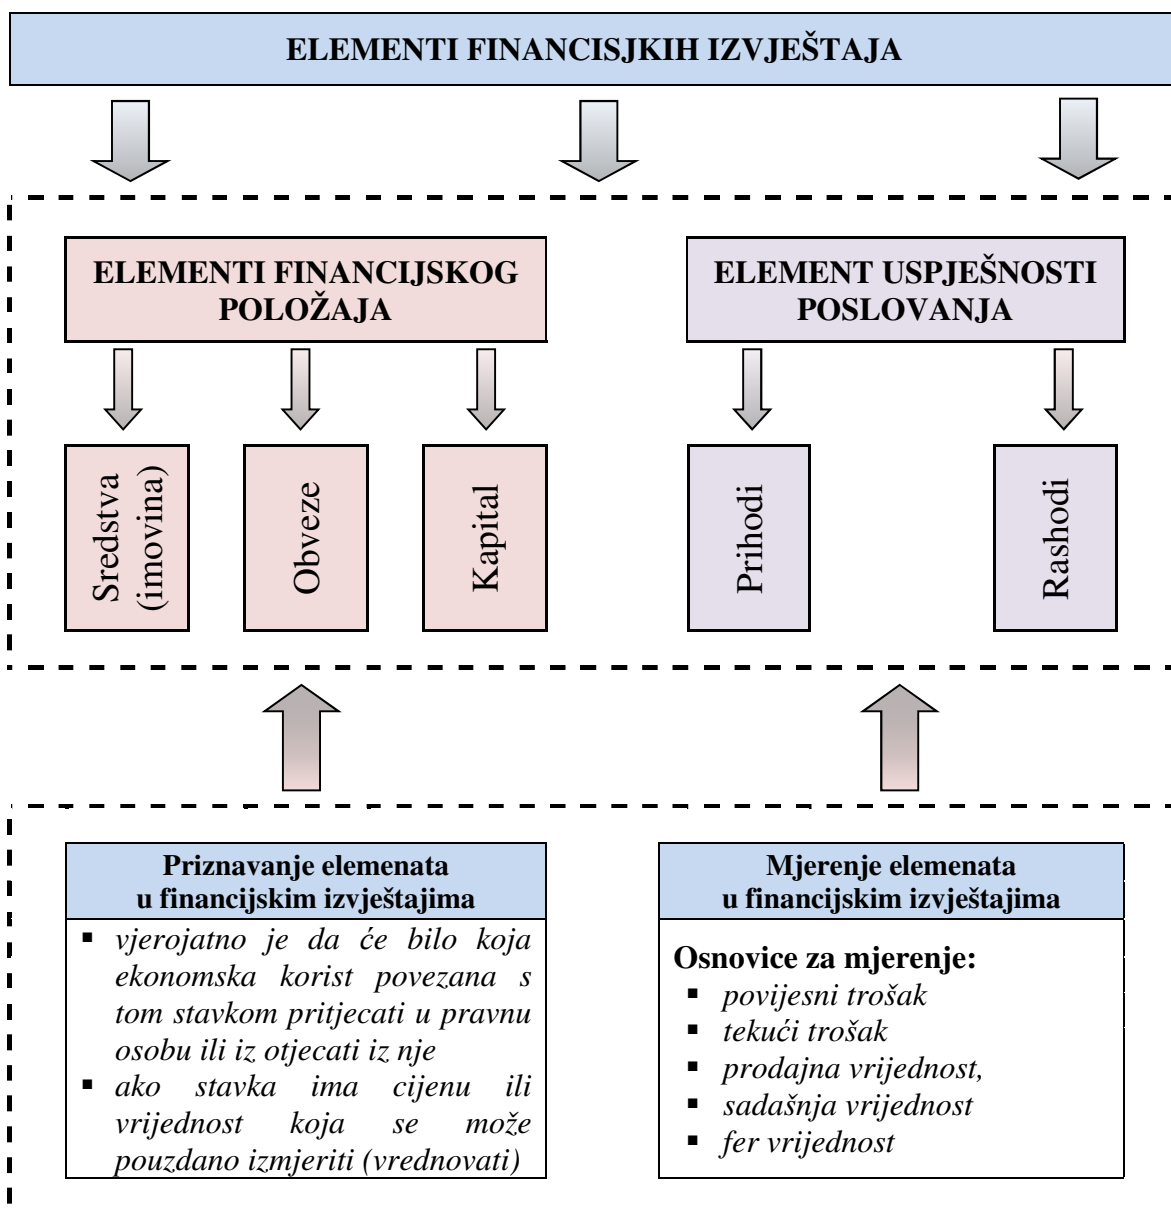 ELEMENTI FINANCISJKIH IZVJEŠTAJA
ELEMENTI FINANCIJSKOG
POLOŽAJA
ELEMENT USPJEŠNOSTI
POSLOVANJA
Sredstva
(imovina)
Obveze
Kapital
Prihodi
Rashodi
Priznavanje elemenata
u financijskim izvještajima
▪ vjerojatno je da će bilo koja
ekonomska korist povezana s
tom stavkom pritjecati u pravnu
osobu ili iz otjecati iz nje
▪ ako stavka ima cijenu ili
vrijednost koja se može
pouzdano izmjeriti (vrednovati)
Mjerenje elemenata
u financijskim izvještajima
Osnovice za mjerenje:
▪ povijesni trošak
▪ tekući trošak
▪ prodajna vrijednost,
▪ sadašnja vrijednost
▪ fer vrijednost